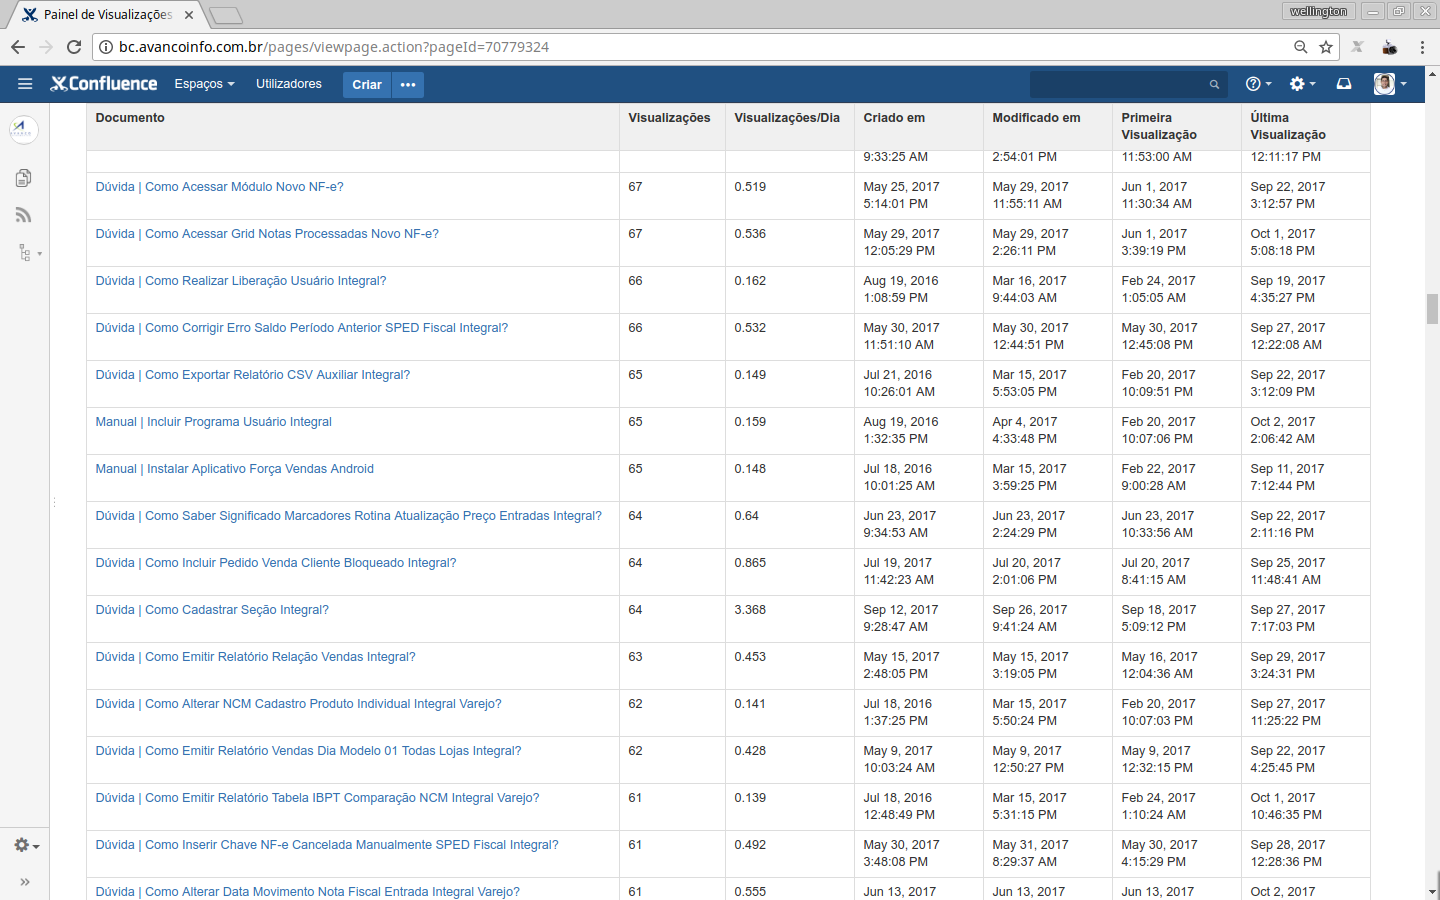 Painel de Visualizações
wellington
bc.avancoinfo.com.br/pages/viewpage.action?pageId=70779324
Confluence Espaços Utilizadores Criar •••
Documento Visualizações Visualizações/Dia Criado em Modificado em Primeira Visualização Última Visualização
9:33:25 AM 2:54:01 PM 11:53:00 AM 12:11:17 PM
Dúvida | Como Acessar Módulo Novo NF-e? 67 0.519 May 25, 2017 May 29, 2017 Jun 1, 2017 Sep 22, 2017
5:14:01 PM 11:55:11 AM 11:30:34 AM 3:12:57 PM
Dúvida | Como Acessar Grid Notas Processadas Novo NF-e? 67 0.536 May 29, 2017 May 29, 2017 Jun 1, 2017 Oct 1, 2017
12:05:29 PM 2:26:11 PM 3:39:19 PM 5:08:18 PM
Dúvida | Como Realizar Liberação Usuário Integral? 66 0.162 Aug 19, 2016 Mar 16, 2017 Feb 24, 2017 Sep 19, 2017
1:08:59 PM 9:44:03 AM 1:05:05 AM 4:35:27 PM
Dúvida | Como Corrigir Erro Saldo Período Anterior SPED Fiscal Integral? 66 0.532 May 30, 2017 May 30, 2017 May 30, 2017 Sep 27, 2017
11:51:10 AM 12:44:51 PM 12:45:08 PM 12:22:08 AM
Dúvida | Como Exportar Relatório CSV Auxiliar Integral? 65 0.149 Jul 21, 2016 Mar 15, 2017 Feb 20, 2017 Sep 22, 2017
10:26:01 AM 5:53:05 PM 10:09:51 PM 3:12:09 PM
Manual | Incluir Programa Usuário Integral 65 0.159 Aug 19, 2016 Apr 4, 2017 Feb 20, 2017 Oct 2, 2017
1:32:35 PM 4:33:48 PM 10:07:06 PM 2:06:42 AM
Manual | Instalar Aplicativo Força Vendas Android 65 0.148 Jul 18, 2016 Mar 15, 2017 Feb 22, 2017 Sep 11, 2017
10:01:25 AM 3:59:25 PM 9:00:28 AM 7:12:44 PM
Dúvida | Como Saber Significado Marcadores Rotina Atualização Preço Entradas Integral? 64 0.64 Jun 23, 2017 Jun 23, 2017 Jun 23, 2017 Sep 22, 2017
9:34:53 AM 2:24:29 PM 10:33:56 AM 2:11:16 PM
Dúvida | Como Incluir Pedido Venda Cliente Bloqueado Integral? 64 0.865 Jul 19, 2017 Jul 20, 2017 Jul 20, 2017 Sep 25, 2017
11:42:23 AM 2:01:06 PM 8:41:15 AM 11:48:41 AM
Dúvida | Como Cadastrar Seção Integral? 64 3.368 Sep 12, 2017 Sep 26, 2017 Sep 18, 2017 Sep 27, 2017
9:28:47 AM 9:41:24 AM 5:09:12 PM 7:17:03 PM
Dúvida | Como Emitir Relatório Relação Vendas Integral? 63 0.453 May 15, 2017 May 15, 2017 May 16, 2017 Sep 29, 2017
2:48:05 PM 3:19:05 PM 12:04:36 AM 3:24:31 PM
Dúvida | Como Alterar NCM Cadastro Produto Individual Integral Varejo? 62 0.141 Jul 18, 2016 Mar 15, 2017 Feb 20, 2017 Sep 27, 2017
1:37:25 PM 5:50:24 PM 10:07:03 PM 11:25:22 PM
Dúvida | Como Emitir Relatório Vendas Dia Modelo 01 Todas Lojas Integral? 62 0.428 May 9, 2017 May 9, 2017 May 9, 2017 Sep 22, 2017
10:03:24 AM 12:50:27 PM 12:32:15 PM 4:25:45 PM
Dúvida | Como Emitir Relatório Tabela IBPT Comparação NCM Integral Varejo? 61 0.139 Jul 18, 2016 Mar 15, 2017 Feb 24, 2017 Oct 1, 2017
12:48:49 PM 5:31:15 PM 1:10:24 AM 10:46:35 PM
Dúvida | Como Inserir Chave NF-e Cancelada Manualmente SPED Fiscal Integral? 61 0.492 May 30, 2017 May 31, 2017 May 30, 2017 Sep 28, 2017
3:48:08 PM 8:29:37 AM 4:15:29 PM 12:28:36 PM
Dúvida | Como Alterar Data Movimento Nota Fiscal Entrada Integral Varejo? 61 0.555 Jun 13, 2017 Jun 13, 2017 Jun 13, 2017 Oct 2, 2017